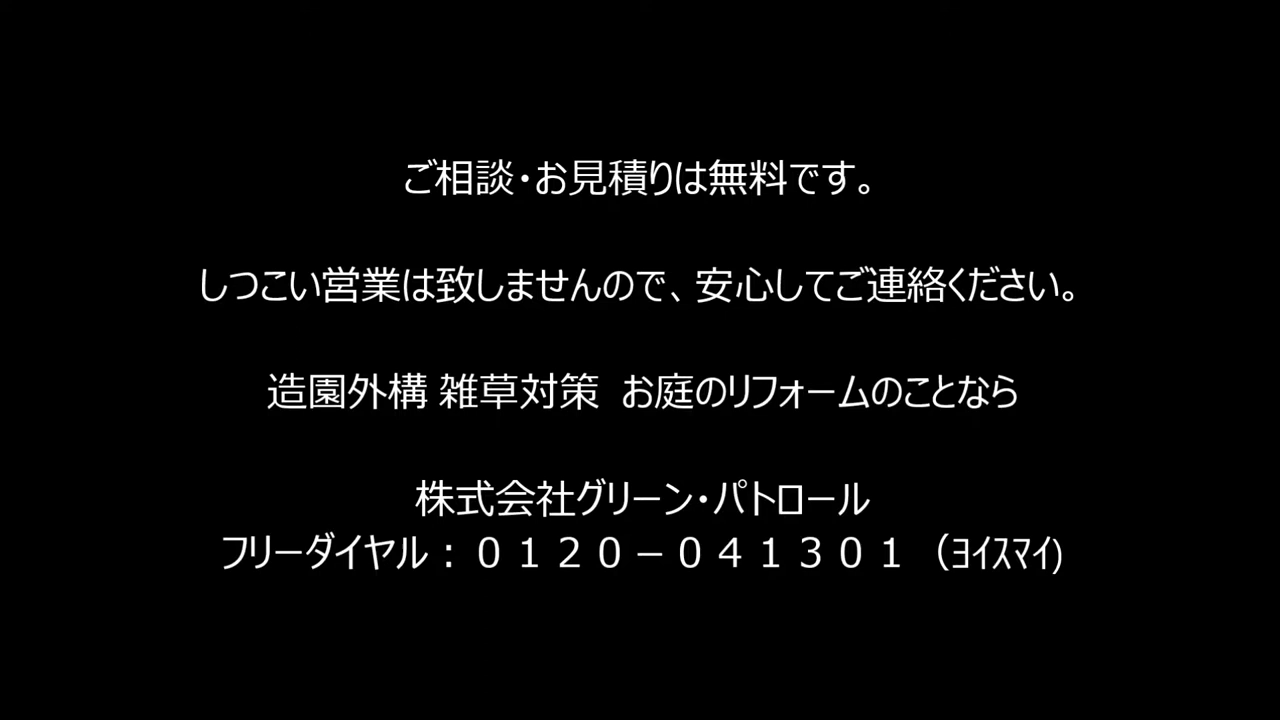 ご相談・お見積りは無料です。
しつこい営業は致しませんので、安心してご連絡ください。
造園外構 雑草対策 お庭のリフォームのことなら
株式会社グリーン・パトロール
フリーダイヤル：０１２０－０４１３０１（ﾖｲｽﾏｲ)